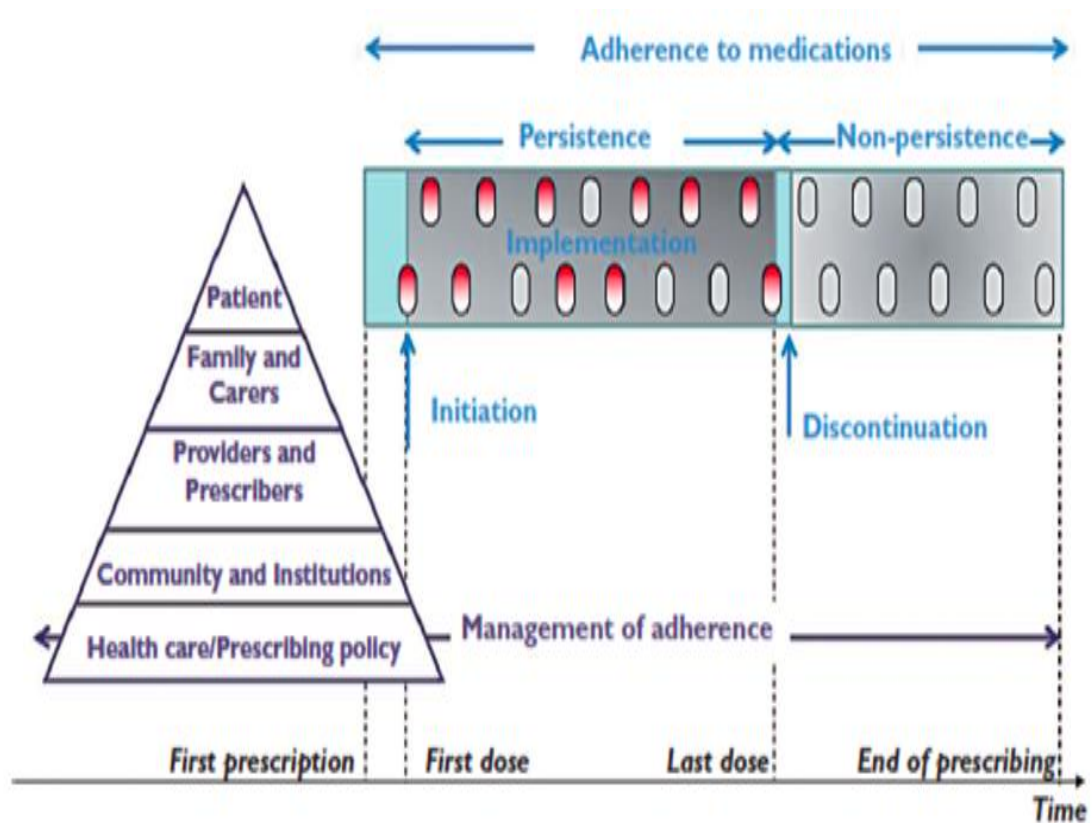 Adherence to medications
Persistence
Non-persistence
Implementation
Patient
Family and
Carers
Providers and
Prescribers
Community and Institutions
Health care/Prescribing policy
Initiation
Discontinuation
Management of adherence
First prescription
First dose
Last dose
End of prescribing
Time